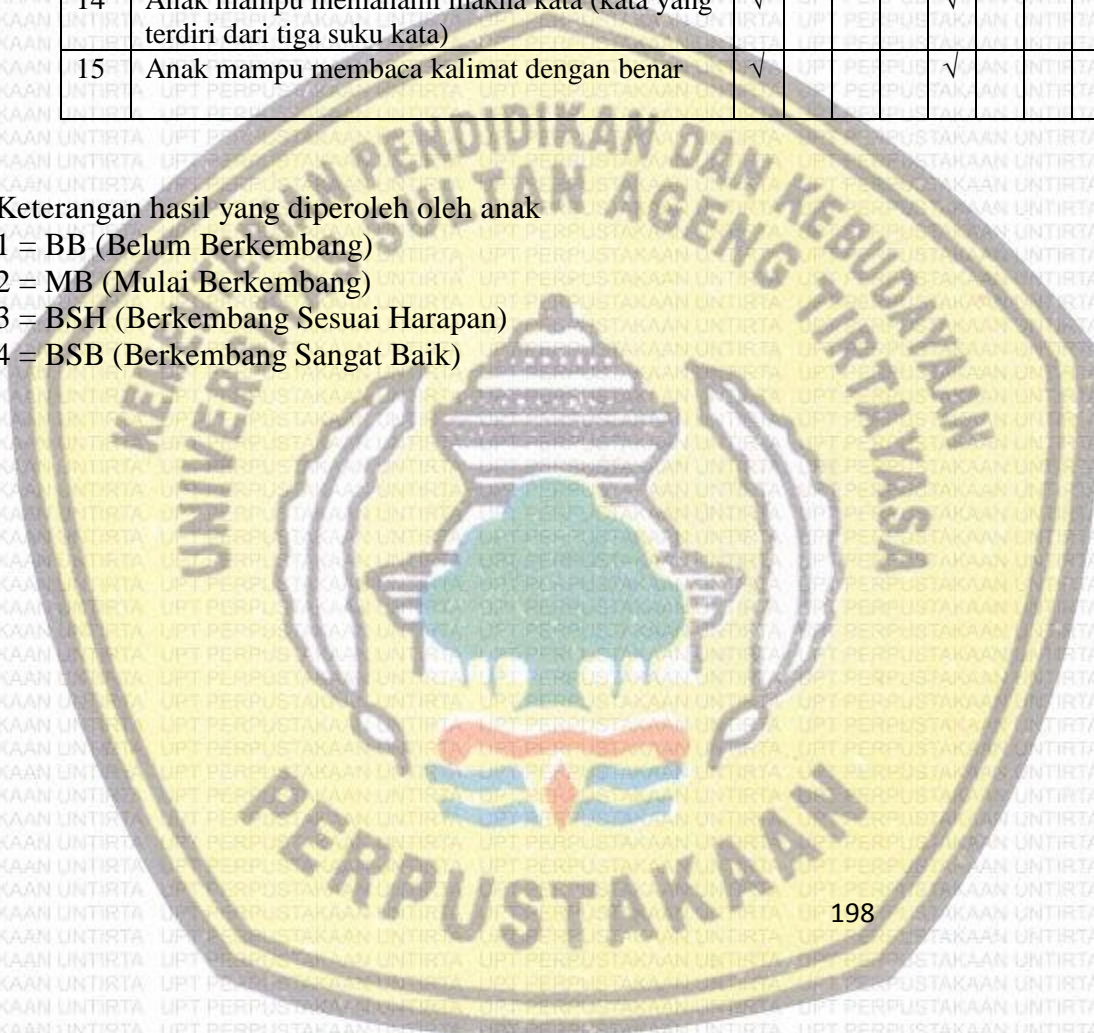 14 Anak mampu memahami makna kata (kata yang √ √
terdiri dari tiga suku kata)
15 Anak mampu membaca kalimat dengan benar √ √
KEMENTRIAN PENDIDIKAN DAN KEBUDAYAAN
UNIVERSITAS SULTAN AGENG TIRTAYASA
Keterangan hasil yang diperoleh oleh anak
1 = BB (Belum Berkembang)
2 = MB (Mulai Berkembang)
3 = BSH (Berkembang Sesuai Harapan)
4 = BSB (Berkembang Sangat Baik)
PERPUSTAKAAN
198